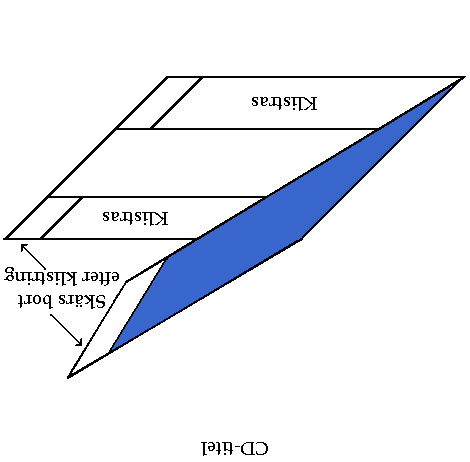 CD-titel
Skärs bort
efter klistring
Klistras
Klistras